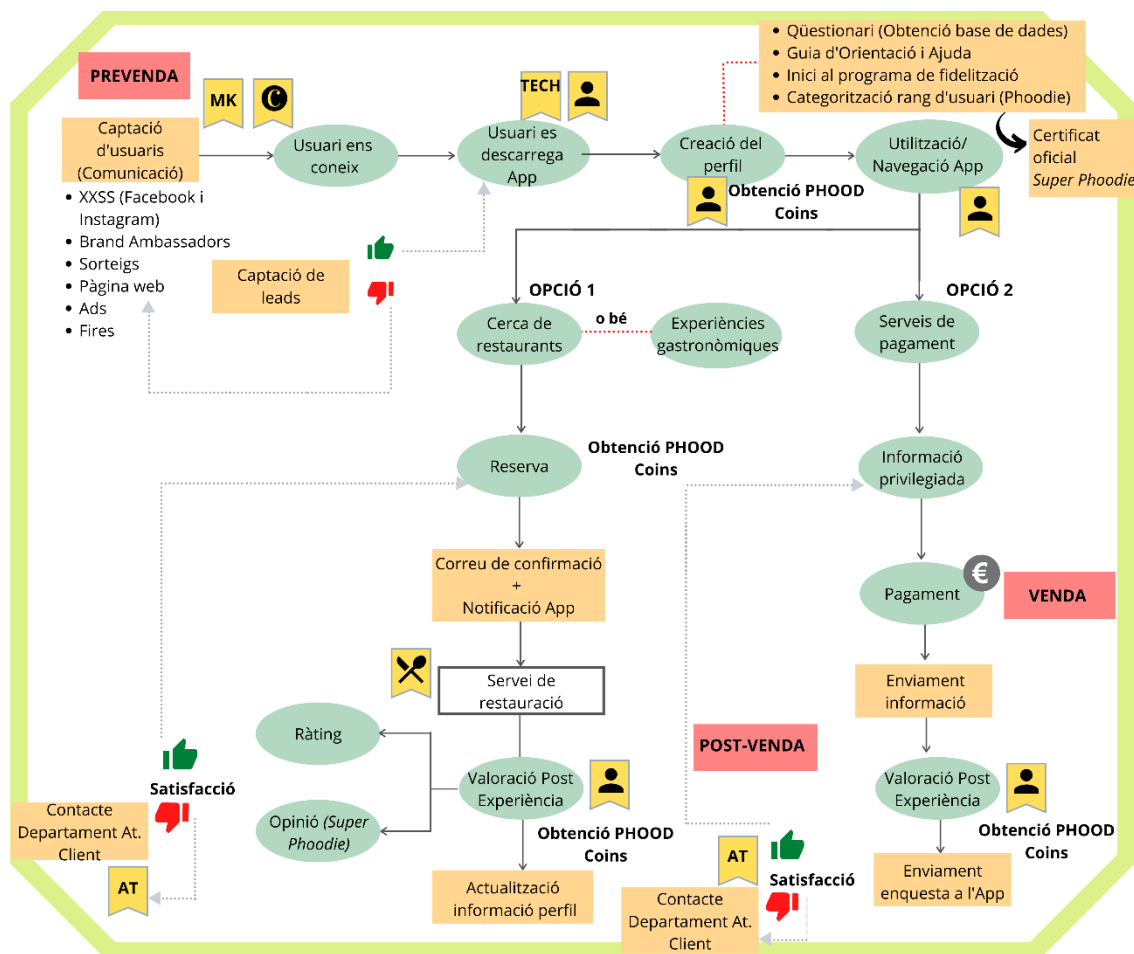 PREVENDA
MK
TECH
• Qüestionari (Obtenció base de dades)
• Guia d'Orientació i Ajuda
• Inici al programa de fidelització
• Categorització rang d'usuari (Phoodie)
Captació
d'usuaris
(Comunicació)
Usuari ens
coneix
Usuari es
descarrega
App
Creació del
perfil
Utilització/
Navegació App
Certificat
oficial
Super Phoodie
• XXSS (Facebook i
Instagram)
• Brand Ambassadors
• Sorteigs
• Pàgina web
• Ads
• Fires
Obtenció PHOOD
Coins
Captació de
leads
OPCIÓ 1
OPCIÓ 2
Cerca de
restaurants
o bé
Experiències
gastronòmiques
Serveis de
pagament
Reserva
Obtenció PHOOD
Coins
Informació
privilegiada
Correu de confirmació
+
Notificació App
Pagament
€
VENDA
Servei de
restauració
Enviament
informació
Ràting
POST-VENDA
Valoració Post
Experiència
Valoració Post
Experiència
Satisfacció
Contacte
Departament At.
Client
AT
Opinió (Super
Phoodie)
Obtenció PHOOD
Coins
Obtenció PHOOD
Coins
Actualització
informació perfil
AT
Satisfacció
Contacte
Departament At.
Client
Enviament
enquesta a l'App